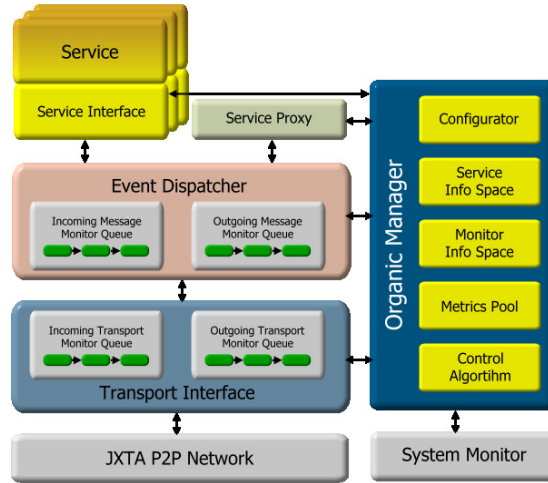 Service
Service Interface
Service Proxy
Event Dispatcher
Incoming Message
Monitor Queue
Outgoing Message
Monitor Queue
Incoming Transport
Monitor Queue
Outgoing Transport
Monitor Queue
Transport Interface
JXTA P2P Network
Organic Manager
Configurator
Service
Info Space
Monitor
Info Space
Metrics Pool
Control
Algortihm
System Monitor